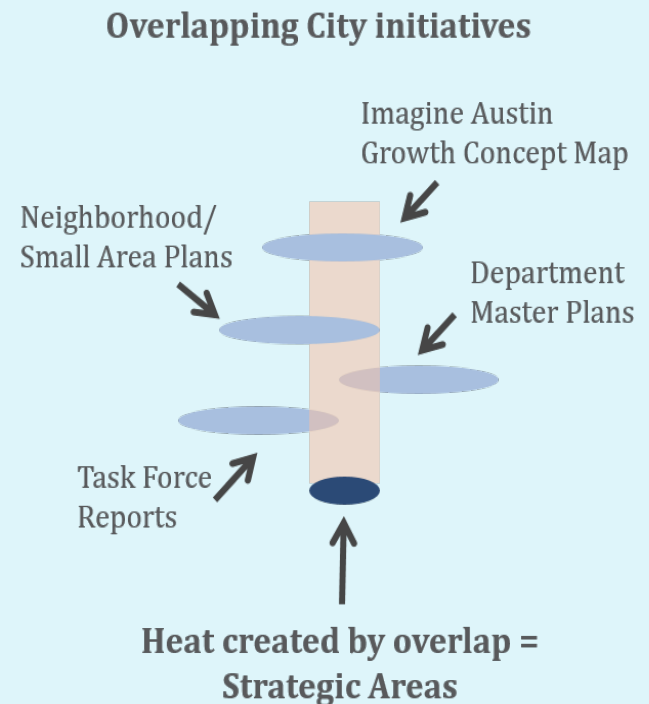 Overlapping City initiatives
Imagine Austin
Growth Concept Map
Neighborhood/
Small Area Plans
Department
Master Plans
Task Force
Reports
Heat created by overlap =
Strategic Areas